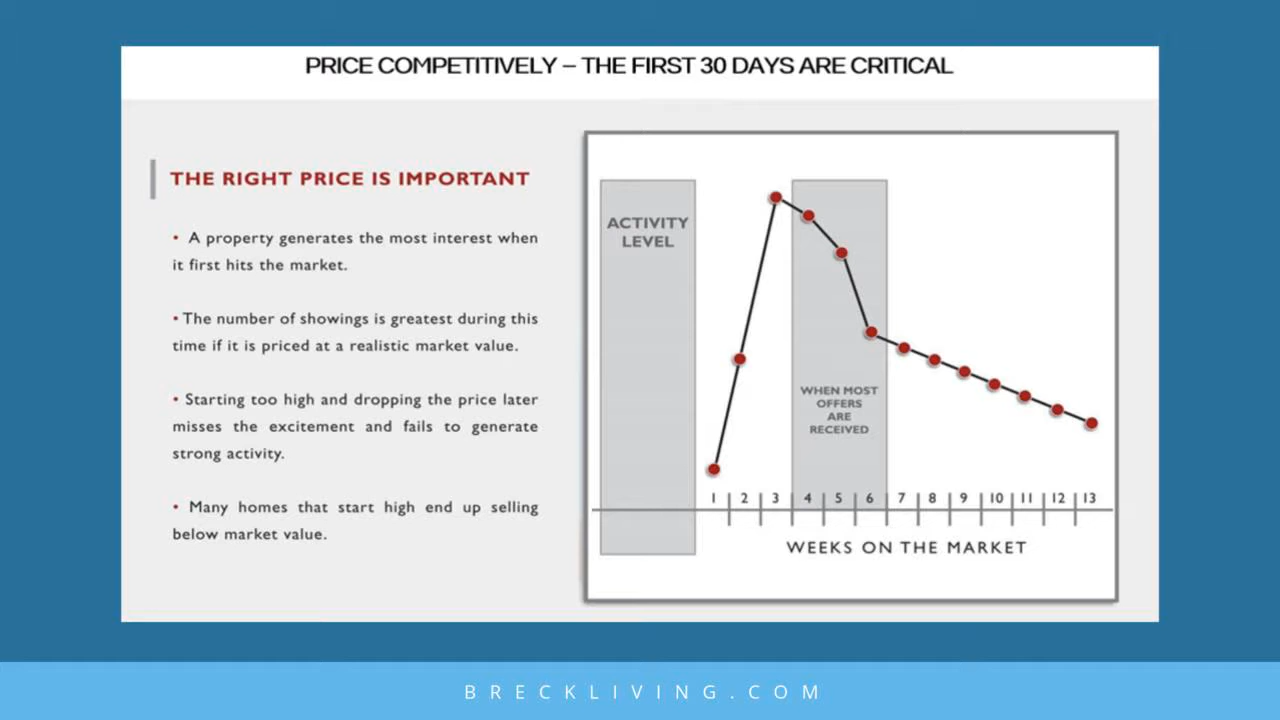 PRICE COMPETITIVELY – THE FIRST 30 DAYS ARE CRITICAL
THE RIGHT PRICE IS IMPORTANT
• A property generates the most interest when
it first hits the market.
• The number of showings is greatest during this
time if it is priced at a realistic market value.
• Starting too high and dropping the price later
misses the excitement and fails to generate
strong activity.
• Many homes that start high end up selling
below market value.
ACTIVITY
LEVEL
WHEN MOST
OFFERS
ARE
RECEIVED
1 2 3 4 5 6 7 8 9 10 11 12 13
WEEKS ON THE MARKET
BRECKLIVING.COM